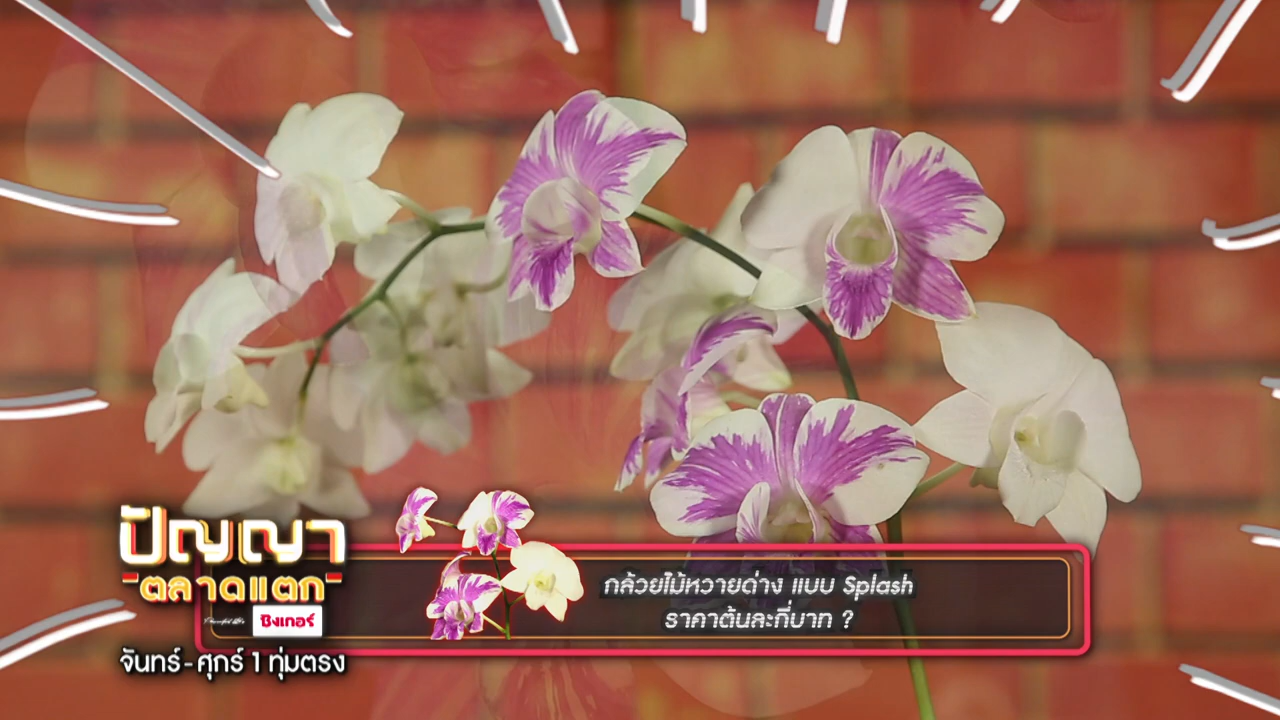 ปัญญา
-ตลาดแตก-
ซิงเกอร์
จันทร์-ศุกร์ 1 ทุ่มตรง
กล้วยไม้หวายด่าง แบบ Splash
ราคาต้นละกี่บาท ?